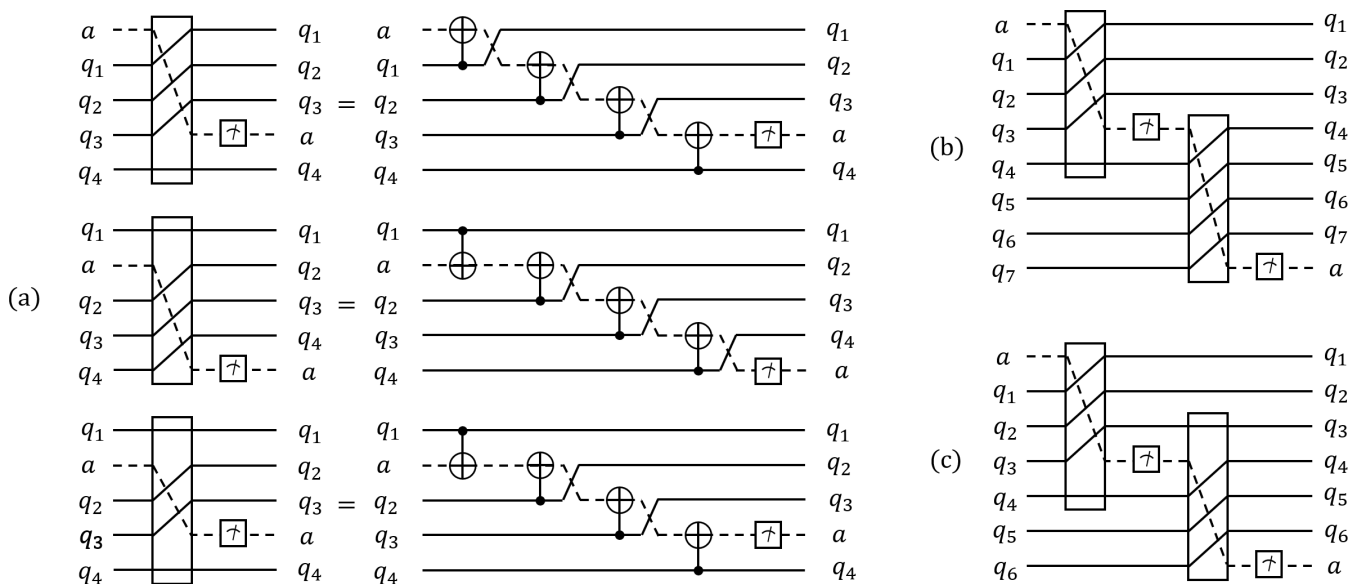 a q₁ a q₁
q₁ q₂ q₁ q₂
q₂ q₃ = q₂ q₃
q₃ a q₃ a
q₄ q₄ q₄ q₄
q₁ q₁ q₁ q₁
a q₂ a q₂
(a) q₂ q₃ = q₂ q₃
q₃ q₄ q₃ q₄
q₄ a q₄ a
q₁ q₁ q₁ q₁
a q₂ a q₂
q₂ q₃ = q₂ q₃
q₃ a q₃ a
q₄ q₄ q₄ q₄
(b)
a q₁
q₁ q₂
q₂ q₃
q₃ q₄
q₄ q₅
q₅ q₆
q₆ q₇
q₇ a
(c)
a q₁
q₁ q₂
q₂ q₃
q₃ q₄
q₄ q₅
q₅ q₆
q₆ a